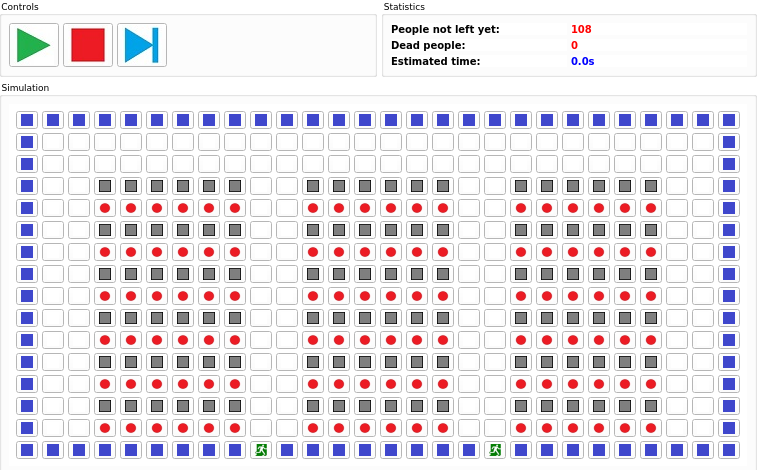 Controls
Statistics
People not left yet: 108
Dead people: 0
Estimated time: 0.0s
Simulation